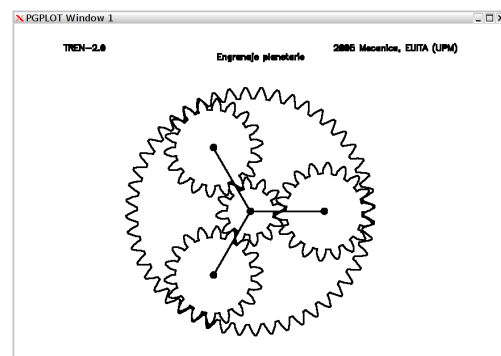 PGPLOT Window 1
TREN-2.0
2005 Mecanica, EUITA (UPM)
Engranaje planetario